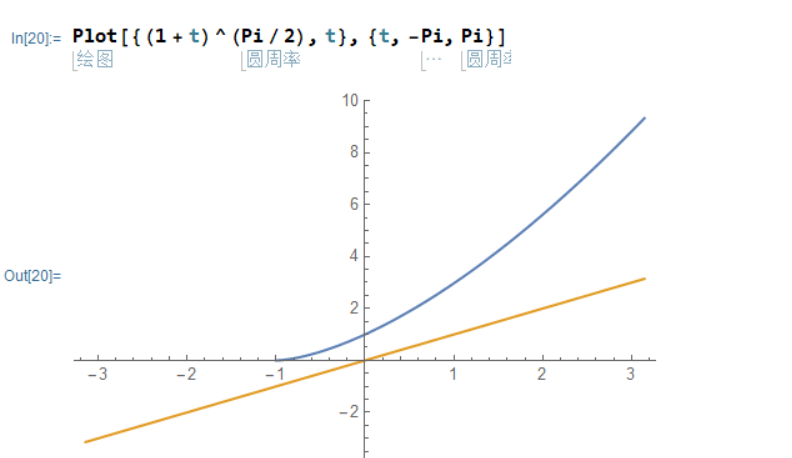 In[20]:= Plot[{(1 + t) ^ (Pi / 2), t}, {t, -Pi, Pi}]
绘图 圆周率 … 圆周率
10
8
6
4
2
Out[20]=
-3 -2 -1 1 2 3
-2